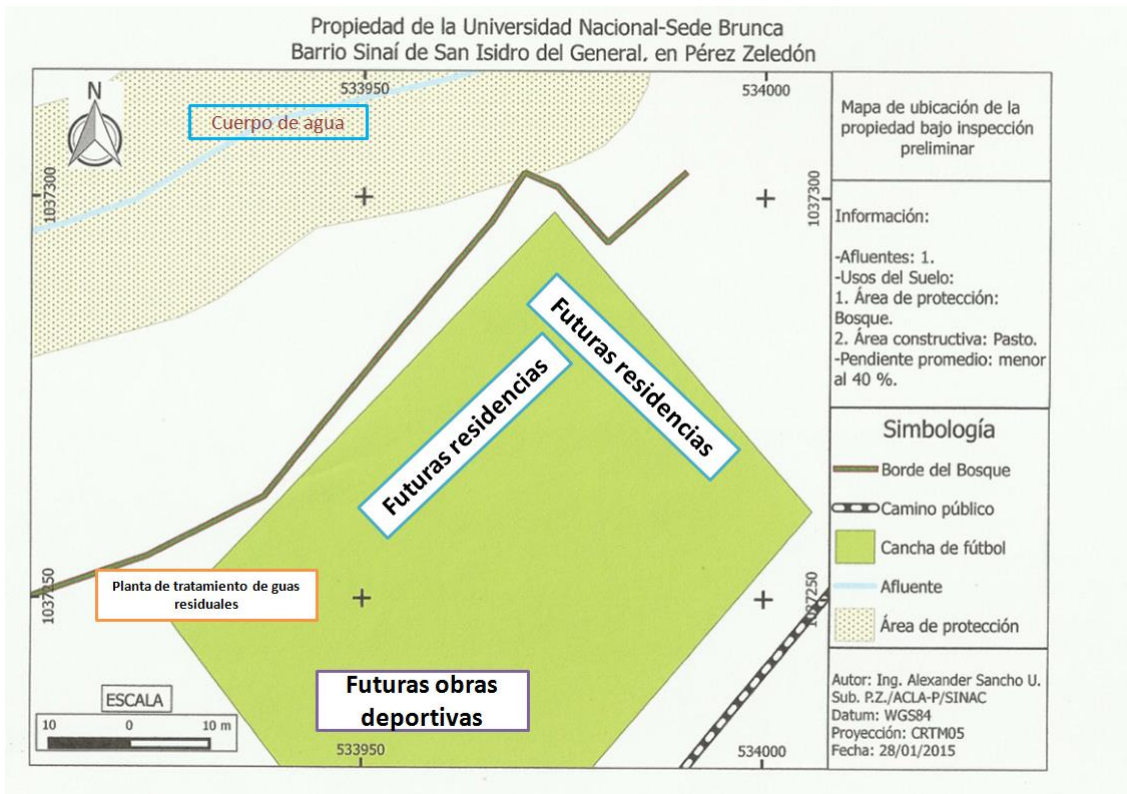 Propiedad de la Universidad Nacional-Sede Brunca
Barrio Sinaí de San Isidro del General. en Pérez Zeledón
N
533950
534000
Cuerpo de agua
1037300
1037300
Futuras residencias
Futuras residencias
1037250
1037250
Planta de tratamiento de guas
residuales
Futuras obras
deportivas
ESCALA
10 0 10 m
533950
534000
Mapa de ubicación de la
propiedad bajo inspección
preliminar
Información:
-Afluentes: 1.
-Usos del Suelo:
1. Área de protección:
Bosque.
2. Área constructiva: Pasto.
-Pendiente promedio: menor
al 40 %.
Simbología
Borde del Bosque
Camino público
Cancha de fútbol
Afluente
Área de protección
Autor: Ing. Alexander Sancho U.
Sub. P.Z./ACLA-P/SINAC
Datum: WGS84
Proyección: CRTM05
Fecha: 28/01/2015